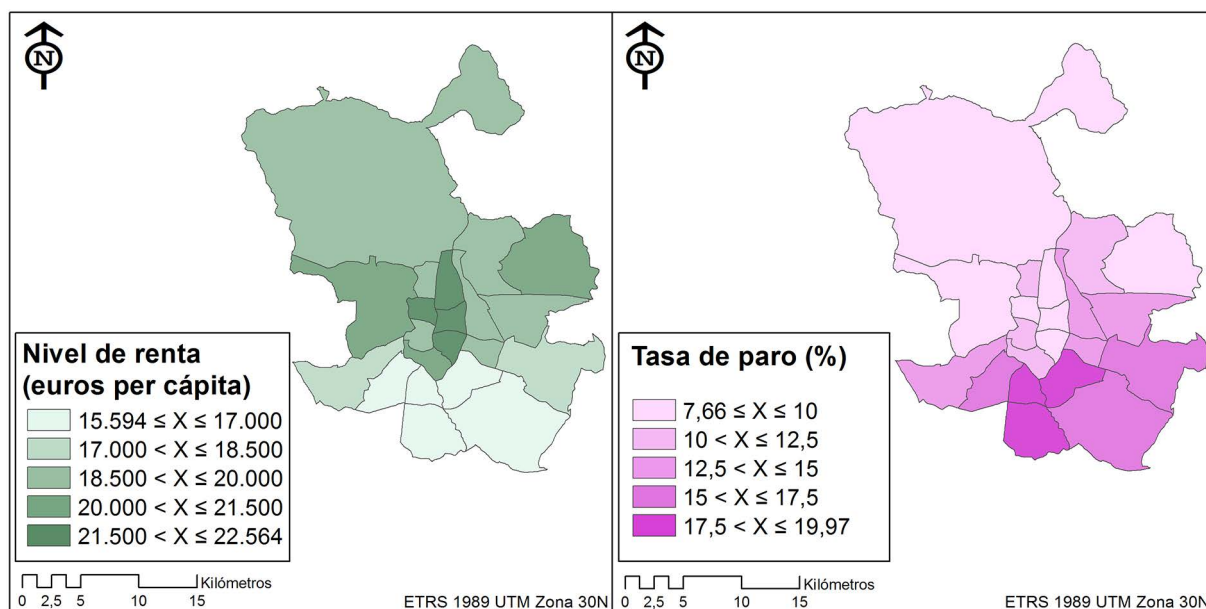 N
Nivel de renta
(euros per cápita)
15.594 ≤ X ≤ 17.000
17.000 < X ≤ 18.500
18.500 < X ≤ 20.000
20.000 < X ≤ 21.500
21.500 < X ≤ 22.564
0 2,5 5 10 15 Kilómetros
ETRS 1989 UTM Zona 30N
N
Tasa de paro (%)
7,66 ≤ X ≤ 10
10 < X ≤ 12,5
12,5 < X ≤ 15
15 < X ≤ 17,5
17,5 < X ≤ 19,97
0 2,5 5 10 15 Kilómetros
ETRS 1989 UTM Zona 30N